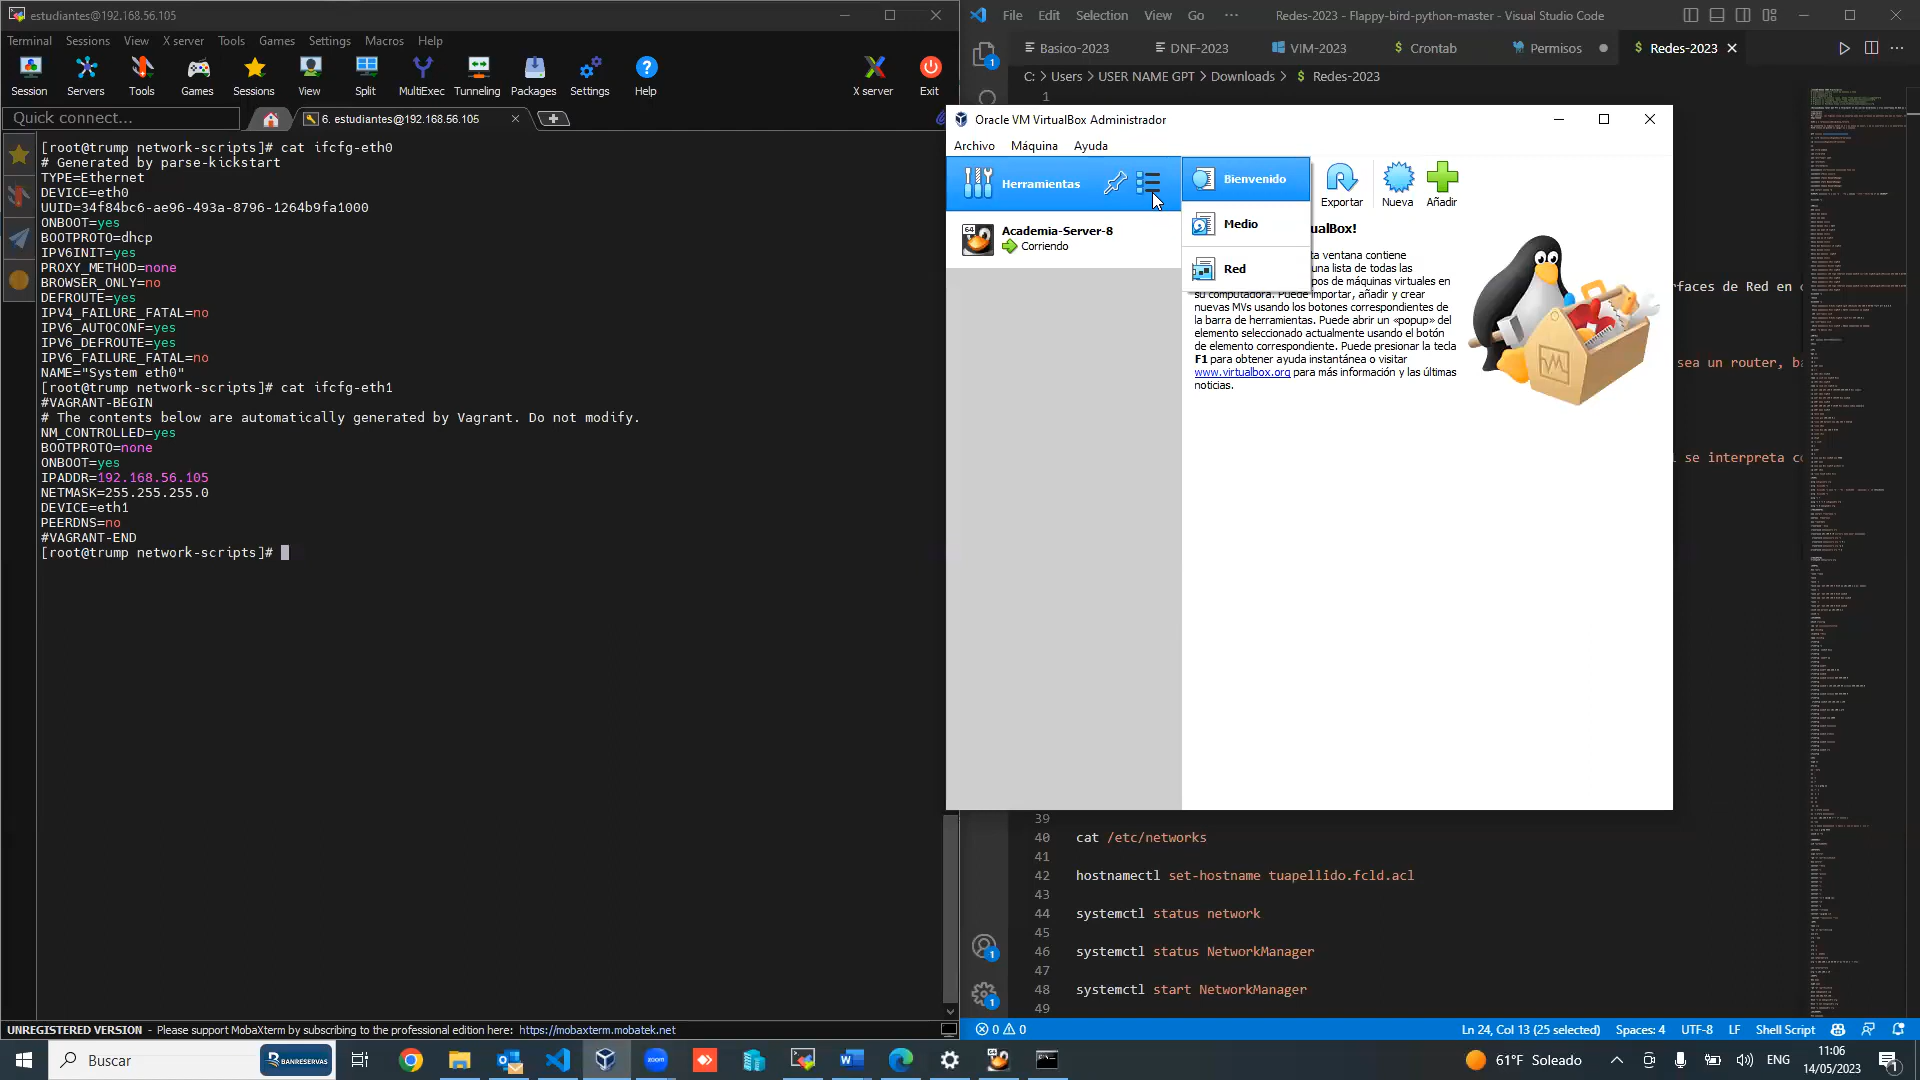 estudiantes@192.168.56.105
Terminal Sessions View X server Tools Games Settings Macros Help
Session Servers Tools Games Sessions View Split MultiExec Tunneling Packages Settings Help X server Exit
Quick connect...
6. estudiantes@192.168.56.105
[root@trump network-scripts]# cat ifcfg-eth0
# Generated by parse-kickstart
TYPE=Ethernet
DEVICE=eth0
UUID=34f84bc6-ae96-493a-8796-1264b9fa1000
ONBOOT=yes
BOOTPROTO=dhcp
IPV6INIT=yes
PROXY_METHOD=none
BROWSER_ONLY=no
DEFROUTE=yes
IPV4_FAILURE_FATAL=no
IPV6_AUTOCONF=yes
IPV6_DEFROUTE=yes
IPV6_FAILURE_FATAL=no
NAME="System eth0"
[root@trump network-scripts]# cat ifcfg-eth1
#VAGRANT-BEGIN
# The contents below are automatically generated by Vagrant. Do not modify.
NM_CONTROLLED=yes
BOOTPROTO=none
ONBOOT=yes
IPADDR=192.168.56.105
NETMASK=255.255.255.0
DEVICE=eth1
PEERDNS=no
#VAGRANT-END
[root@trump network-scripts]#
UNREGISTERED VERSION - Please support MobaXterm by subscribing to the professional edition here: https://mobaxterm.mobatek.net
File Edit Selection View Go ··· Redes-2023 - Flappy-bird-python-master - Visual Studio Code
Basico-2023 DNF-2023 VIM-2023 $ Crontab Permisos $ Redes-2023
C: > Users > USER NAME GPT > Downloads > $ Redes-2023
1
Oracle VM VirtualBox Administrador
Archivo Máquina Ayuda
Herramientas
Academia-Server-8
64
Corriendo
Bienvenido
Medio
Red
Exportar Nueva Añadir
ualBox!
ta ventana contiene
una lista de todas las
pos de máquinas virtuales en
su computadora. Puede importar, añadir y crear
nuevas MVs usando los botones correspondientes de
la barra de herramientas. Puede abrir un «popup» del
elemento seleccionado actualmente usando el botón
de elemento correspondiente. Puede presionar la tecla
F1 para obtener ayuda instantánea o visitar
www.virtualbox.org para más información y las últimas
noticias.
rfaces de Red en
sea un router, ba
l se interpreta co
39
40 cat /etc/networks
41
42 hostnamectl set-hostname tuapellido.fcld.acl
43
44 systemctl status network
45
46 systemctl status NetworkManager
47
48 systemctl start NetworkManager
49
0 0 Ln 24, Col 13 (25 selected) Spaces: 4 UTF-8 LF Shell Script
Buscar
BANRESERVAS
zoom
61°F Soleado
ENG
11:06
14/05/2023
1